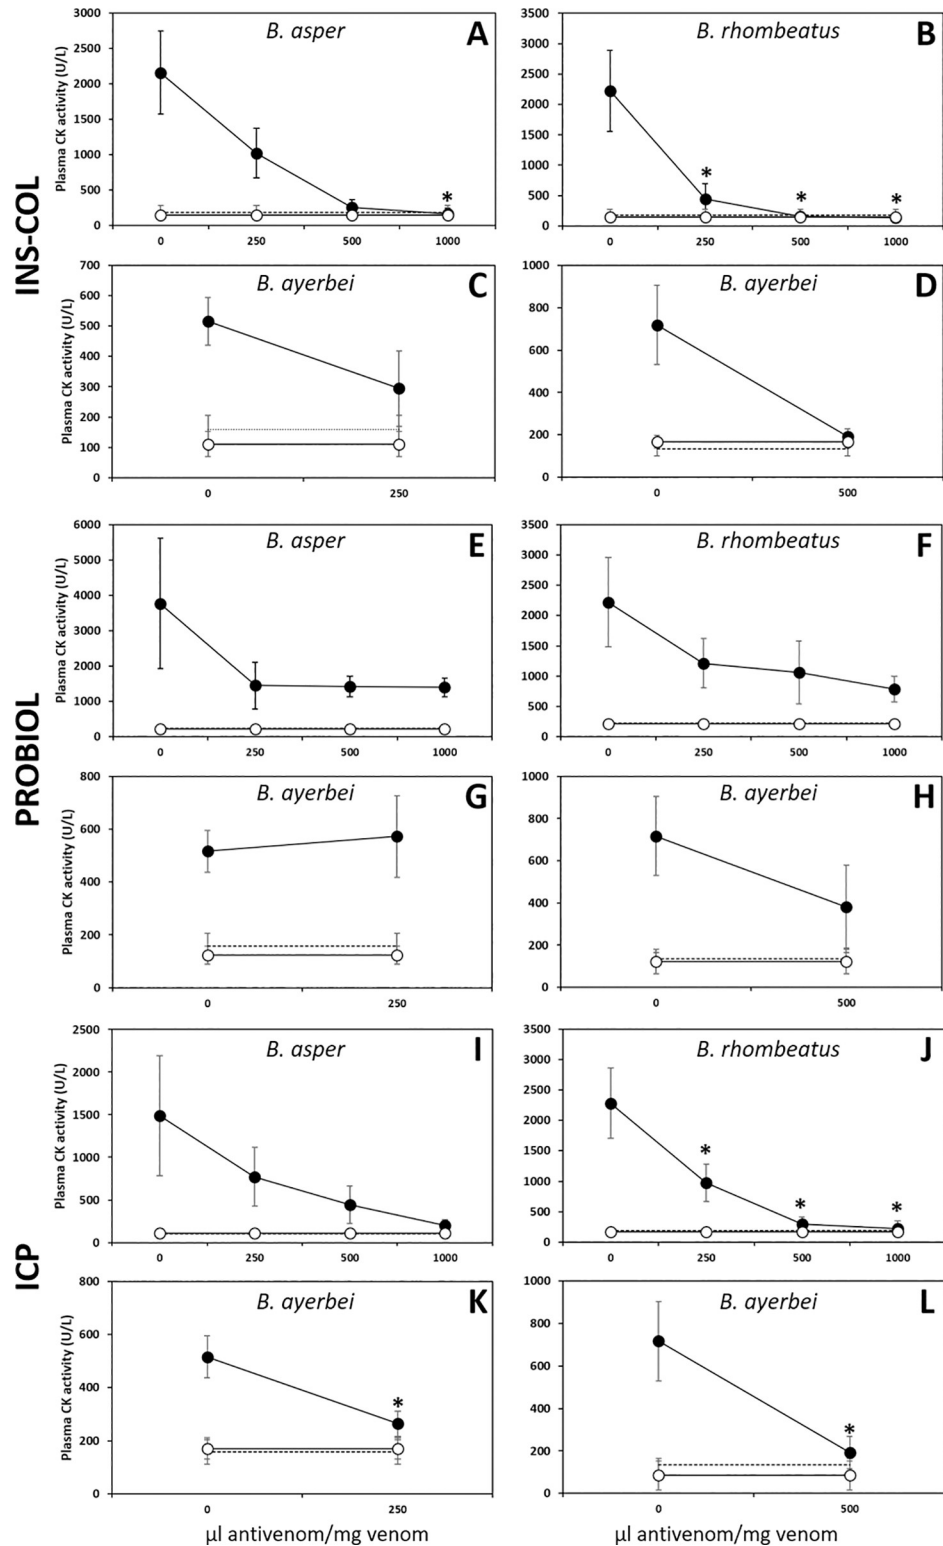 INS-COL
B. asper
A
Plasma CK activity (U/L)
3000
2500
2000
1500
1000
500
0
*
0 250 500 1000
B. rhombeatus
B
3500
3000
2500
2000
1500
1000
500
0
* * *
0 250 500 1000
B. ayerbei
C
Plasma CK activity (U/L)
700
600
500
400
300
200
100
0
0 250
B. ayerbei
D
1000
800
600
400
200
0
0 500
PROBIOL
B. asper
E
Plasma CK activity (U/L)
6000
5000
4000
3000
2000
1000
0
0 250 500 1000
B. rhombeatus
F
3500
3000
2500
2000
1500
1000
500
0
0 250 500 1000
B. ayerbei
G
Plasma CK activity (U/L)
800
600
400
200
0
0 250
B. ayerbei
H
1000
800
600
400
200
0
0 500
ICP
B. asper
I
Plasma CK activity (U/L)
2500
2000
1500
1000
500
0
0 250 500 1000
B. rhombeatus
J
3500
3000
2500
2000
1500
1000
500
0
* * *
0 250 500 1000
B. ayerbei
K
Plasma CK activity (U/L)
800
600
400
200
0
*
0 250
µl antivenom/mg venom
B. ayerbei
L
1000
800
600
400
200
0
*
0 500
µl antivenom/mg venom